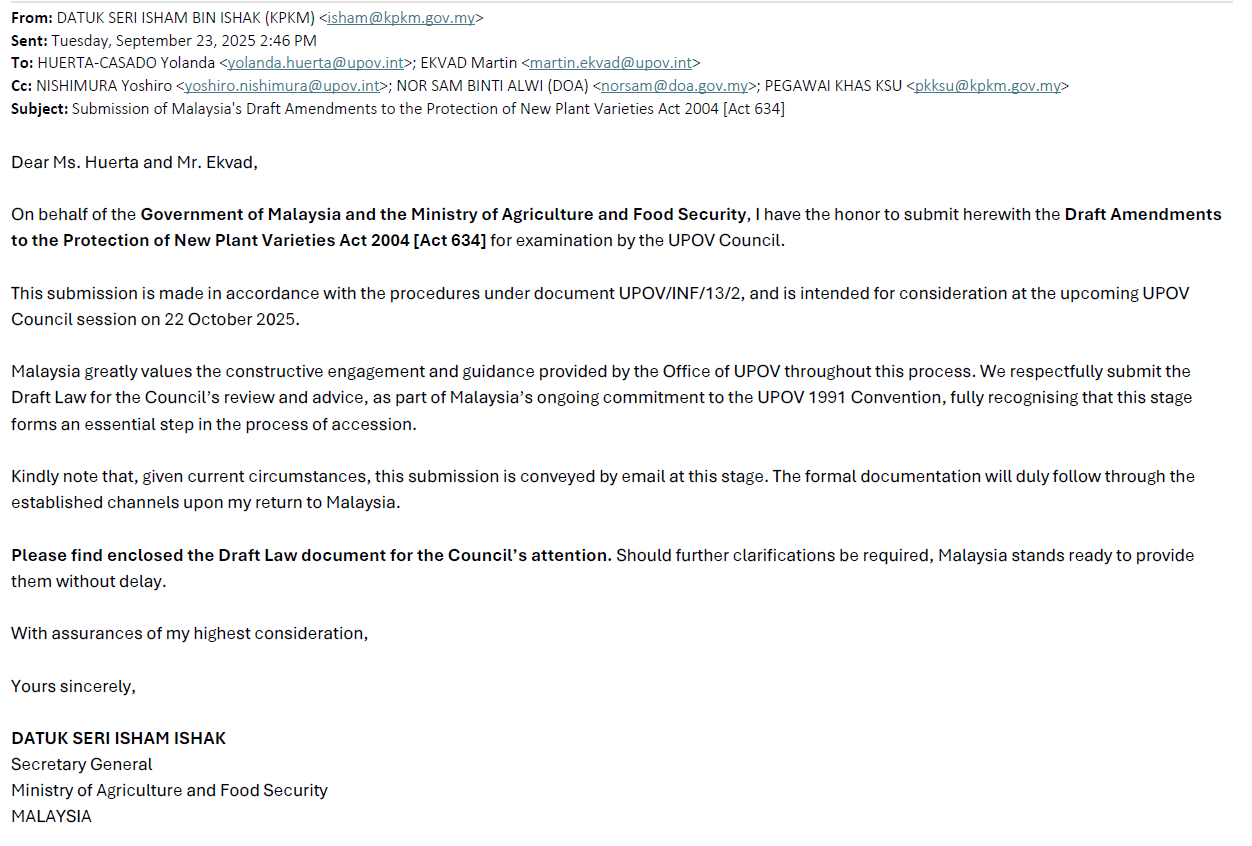 From: DATUK SERI ISHAM BIN ISHAK (KPKM) <isham@kpkm.gov.my>
Sent: Tuesday, September 23, 2025 2:46 PM
To: HUERTA-CASADO Yolanda <yolanda.huerta@upov.int>; EKVAD Martin <martin.ekvad@upov.int>
Cc: NISHIMURA Yoshiro <yoshiro.nishimura@upov.int>; NOR SAM BINTI ALWI (DOA) <norsam@doa.gov.my>; PEGAWAI KHAS KSU <pkksu@kpkm.gov.my>
Subject: Submission of Malaysia's Draft Amendments to the Protection of New Plant Varieties Act 2004 [Act 634]
Dear Ms. Huerta and Mr. Ekvad,
On behalf of the Government of Malaysia and the Ministry of Agriculture and Food Security, I have the honor to submit herewith the Draft Amendments
to the Protection of New Plant Varieties Act 2004 [Act 634] for examination by the UPOV Council.
This submission is made in accordance with the procedures under document UPOV/INF/13/2, and is intended for consideration at the upcoming UPOV
Council session on 22 October 2025.
Malaysia greatly values the constructive engagement and guidance provided by the Office of UPOV throughout this process. We respectfully submit the
Draft Law for the Council’s review and advice, as part of Malaysia’s ongoing commitment to the UPOV 1991 Convention, fully recognising that this stage
forms an essential step in the process of accession.
Kindly note that, given current circumstances, this submission is conveyed by email at this stage. The formal documentation will duly follow through the
established channels upon my return to Malaysia.
Please find enclosed the Draft Law document for the Council’s attention. Should further clarifications be required, Malaysia stands ready to provide
them without delay.
With assurances of my highest consideration,
Yours sincerely,
DATUK SERI ISHAM ISHAK
Secretary General
Ministry of Agriculture and Food Security
MALAYSIA